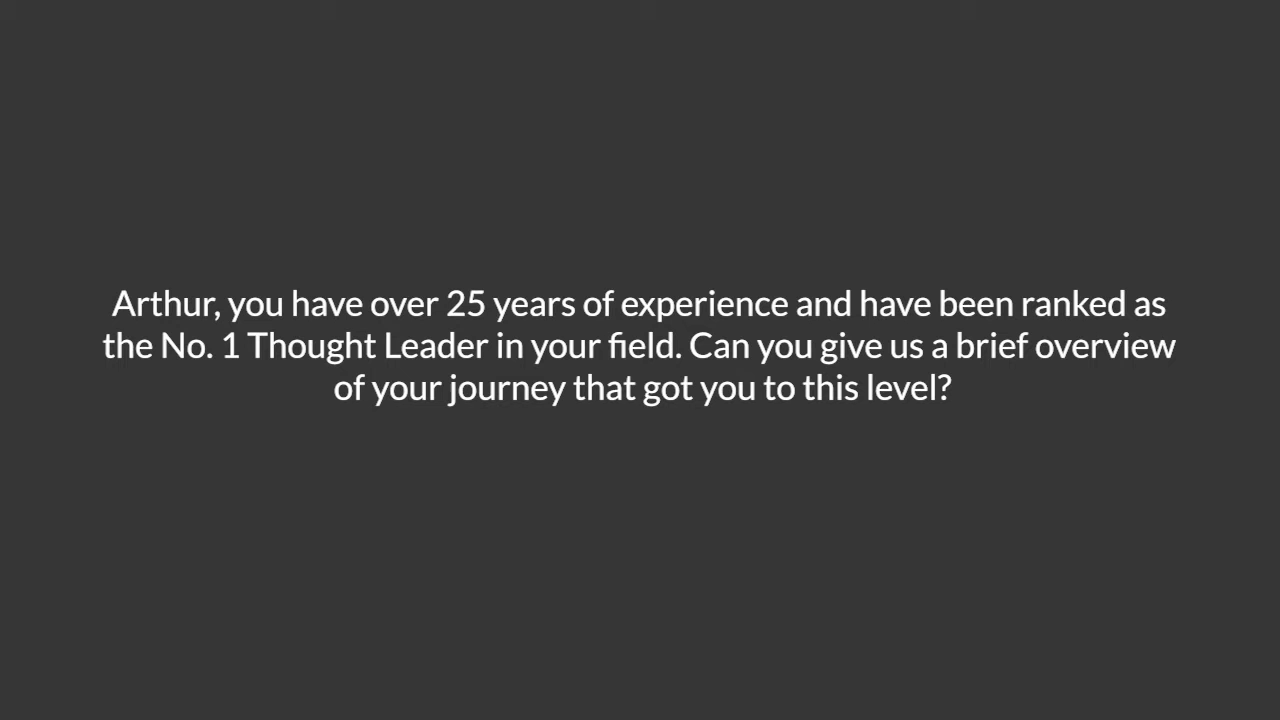 Arthur, you have over 25 years of experience and have been ranked as
the No. 1 Thought Leader in your field. Can you give us a brief overview
of your journey that got you to this level?